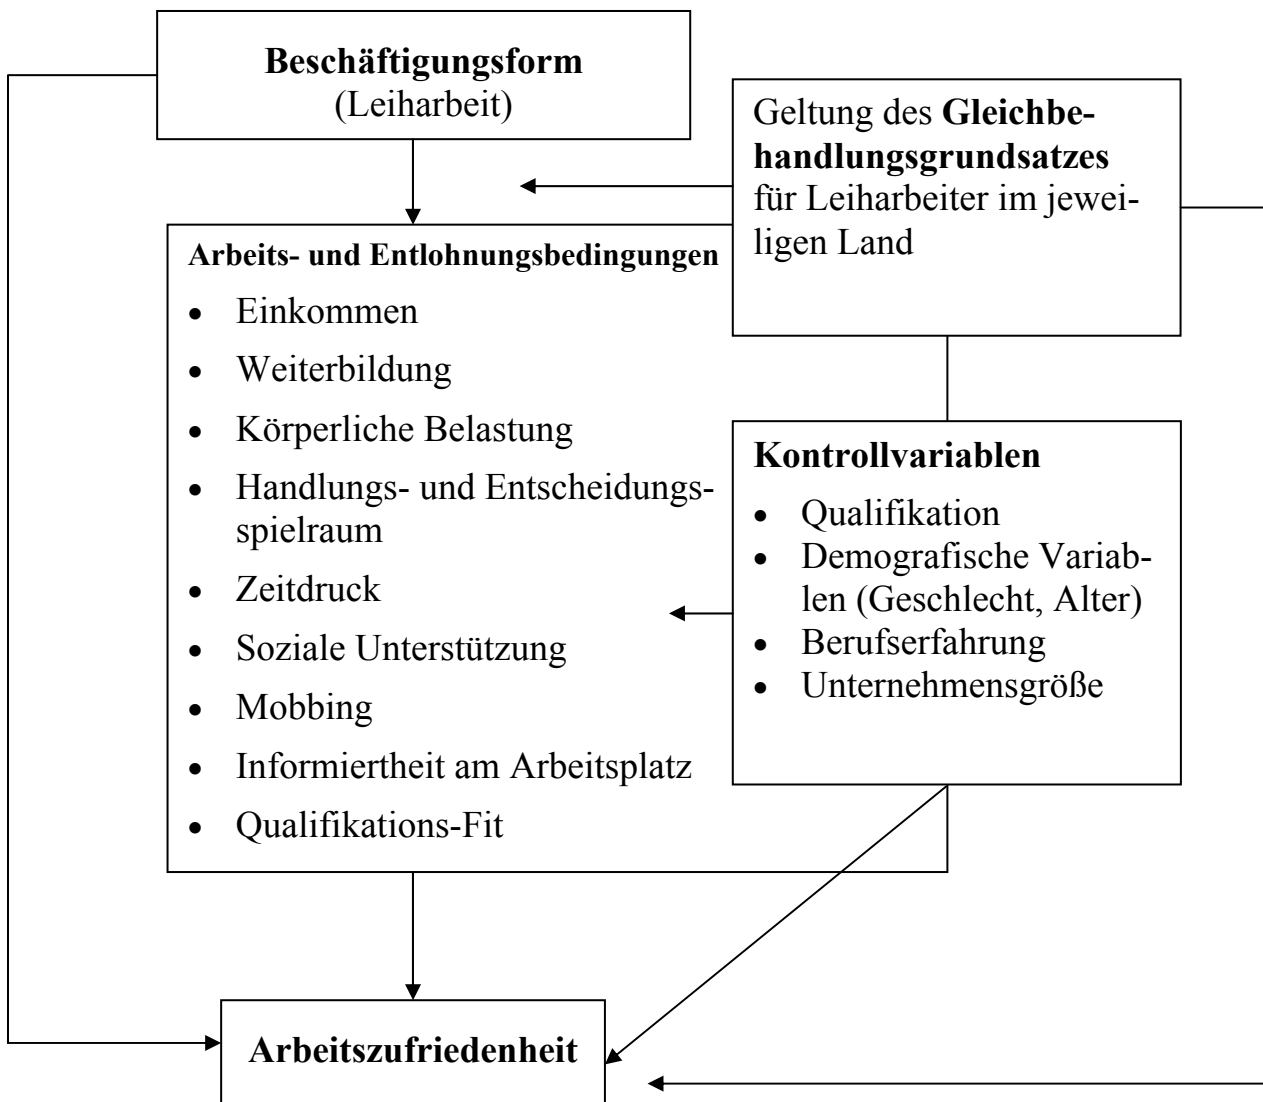 Beschäftigungsform
(Leiharbeit)
Geltung des Gleichbe-
handlungsgrundsatzes
für Leiharbeiter im jewei-
ligen Land
Arbeits- und Entlohnungsbedingungen
• Einkommen
• Weiterbildung
• Körperliche Belastung
• Handlungs- und Entscheidungs-
spielraum
• Zeitdruck
• Soziale Unterstützung
• Mobbing
• Informiertheit am Arbeitsplatz
• Qualifikations-Fit
Kontrollvariablen
• Qualifikation
• Demografische Variab-
len (Geschlecht, Alter)
• Berufserfahrung
• Unternehmensgröße
Arbeitszufriedenheit